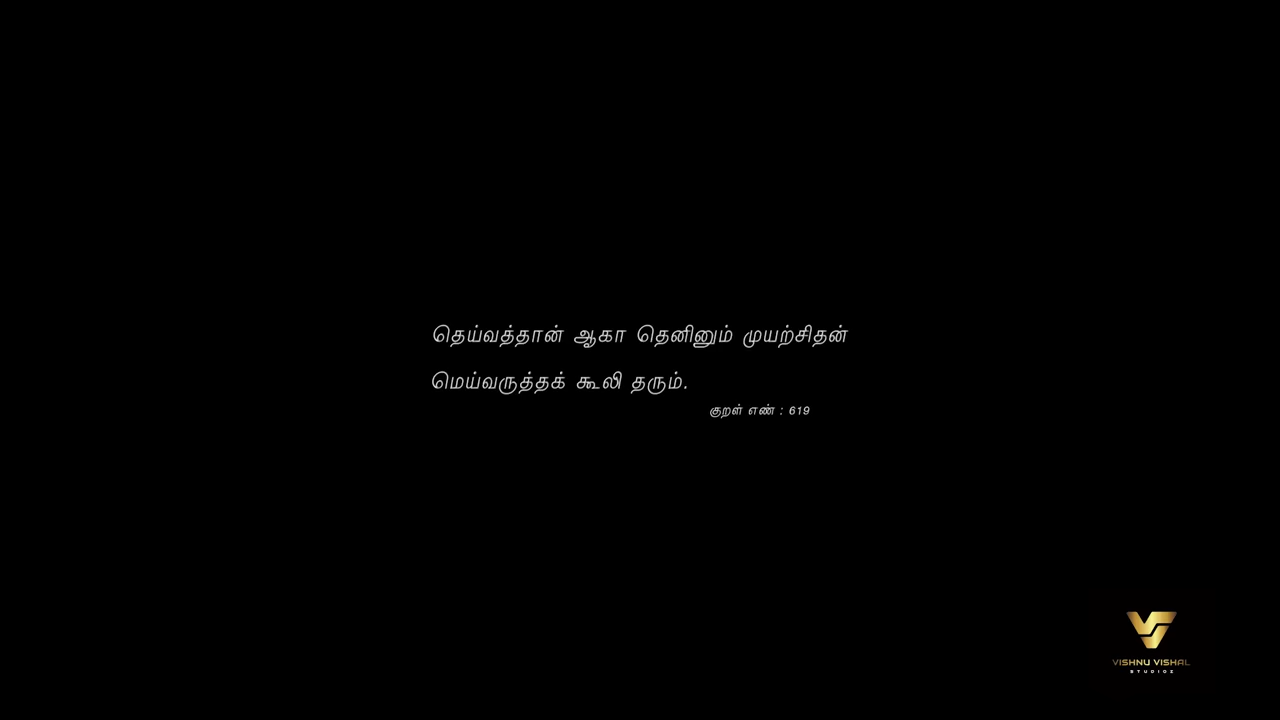 தெய்வத்தான் ஆகா தெனினும் முயற்சிதன்
மெய்வருத்தக் கூலி தரும்.
குறள் எண் : 619
VISHNU VISHAL
STUDIOZ